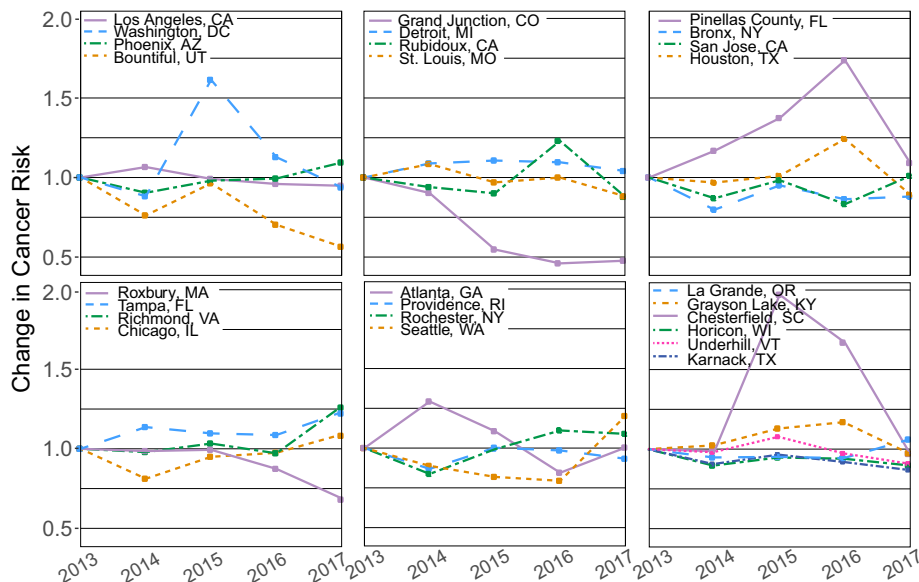 Change in Cancer Risk
2.0
1.5
1.0
0.5
Los Angeles, CA
Washington, DC
Phoenix, AZ
Bountiful, UT
Grand Junction, CO
Detroit, MI
Rubidoux, CA
St. Louis, MO
Pinellas County, FL
Bronx, NY
San Jose, CA
Houston, TX
2.0
1.5
1.0
0.5
Roxbury, MA
Tampa, FL
Richmond, VA
Chicago, IL
Atlanta, GA
Providence, RI
Rochester, NY
Seattle, WA
La Grande, OR
Grayson Lake, KY
Chesterfield, SC
Horicon, WI
Underhill, VT
Karnack, TX
2013 2014 2015 2016 2017
2013 2014 2015 2016 2017
2013 2014 2015 2016 2017